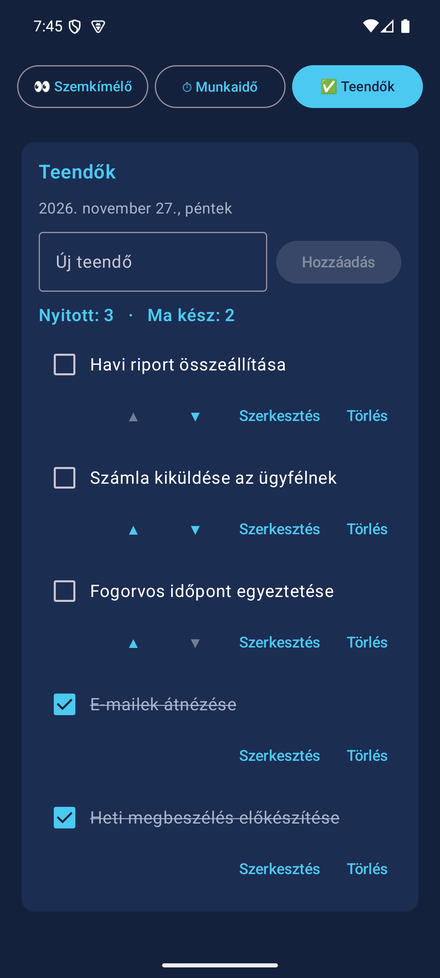 7:45
👀 Szemkímélő
⏱ Munkaidő
✅ Teendők
Teendők
2026. november 27., péntek
Új teendő
Hozzáadás
Nyitott: 3 · Ma kész: 2
Havi riport összeállítása
▲ ▼ Szerkesztés Törlés
Számla kiküldése az ügyfélnek
▲ ▼ Szerkesztés Törlés
Fogorvos időpont egyeztetése
▲ ▼ Szerkesztés Törlés
E-mailek átnézése
Szerkesztés Törlés
Heti megbeszélés előkészítése
Szerkesztés Törlés